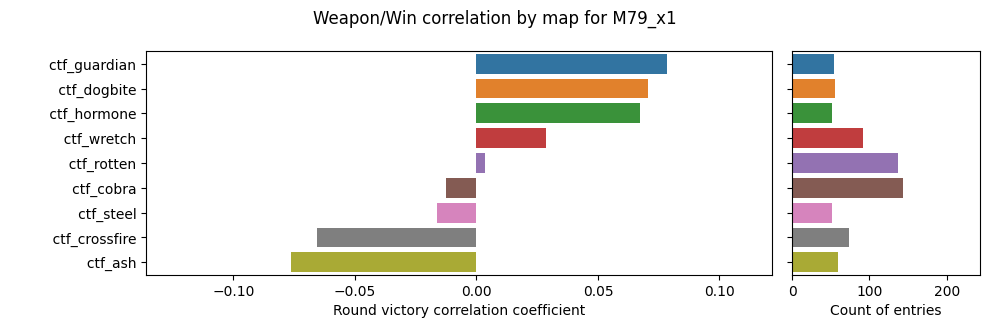 Weapon/Win correlation by map for M79_x1
ctf_guardian
ctf_dogbite
ctf_hormone
ctf_wretch
ctf_rotten
ctf_cobra
ctf_steel
ctf_crossfire
ctf_ash
−0.10 −0.05 0.00 0.05 0.10
Round victory correlation coefficient
0 100 200
Count of entries